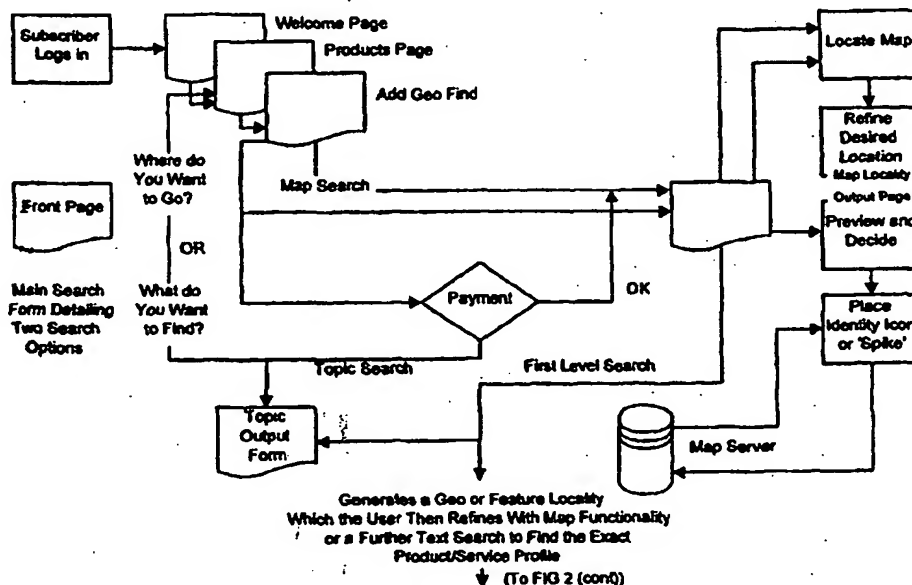 Welcome Page
Subscriber
Logs in
Products Page
Add Geo Find
Locate Map
Refine
Desired
Location
Map Locality
Where do
You Want
to Go?
Map Search
Front Page
Output Page
Preview and
Decide
OR
Main Search
Form Detailing
Two Search
Options
What do
You Want
to Find?
Payment
OK
Place
Identity Icon
or 'Spike'
Topic Search
First Level Search
Topic
Output
Form
Map Server
Generates a Geo or Feature Locality
Which the User Then Refines With Map Functionality
or a Further Text Search to Find the Exact
Product/Service Profile
(To FIG 2 (cont))